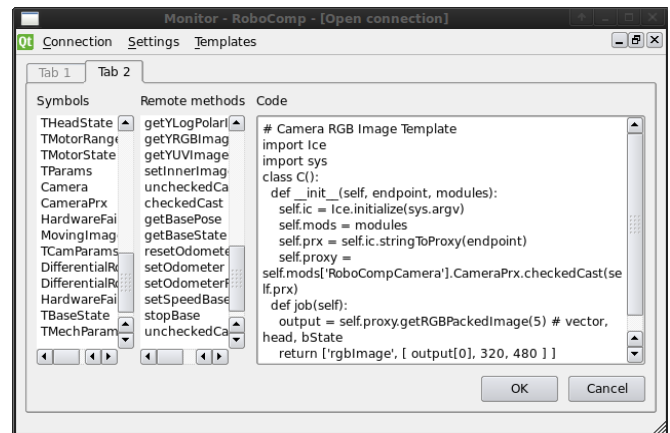 Monitor - RoboComp - [Open connection]
Qt Connection Settings Templates
Tab 1 Tab 2
Symbols Remote methods Code
THeadState
TMotorRange
TMotorState
TParams
Camera
CameraPrx
HardwareFai
MovingImag
TCamParams
DifferentialRo
DifferentialRo
HardwareFai
TBaseState
TMechParam
getYLogPolarI
getYRGBImag
getYUVImage
setInnerImag
uncheckedCa
checkedCast
getBasePose
getBaseState
resetOdomete
setOdometer
setOdometerF
setSpeedBase
stopBase
uncheckedCa
# Camera RGB Image Template
import Ice
import sys
class C():
def __init__(self, endpoint, modules):
self.ic = Ice.initialize(sys.argv)
self.mods = modules
self.prx = self.ic.stringToProxy(endpoint)
self.proxy =
self.mods['RoboCompCamera'].CameraPrx.checkedCast(se
lf.prx)
def job(self):
output = self.proxy.getRGBPackedImage(5) # vector,
head, bState
return ['rgbImage', [ output[0], 320, 480 ] ]
OK Cancel